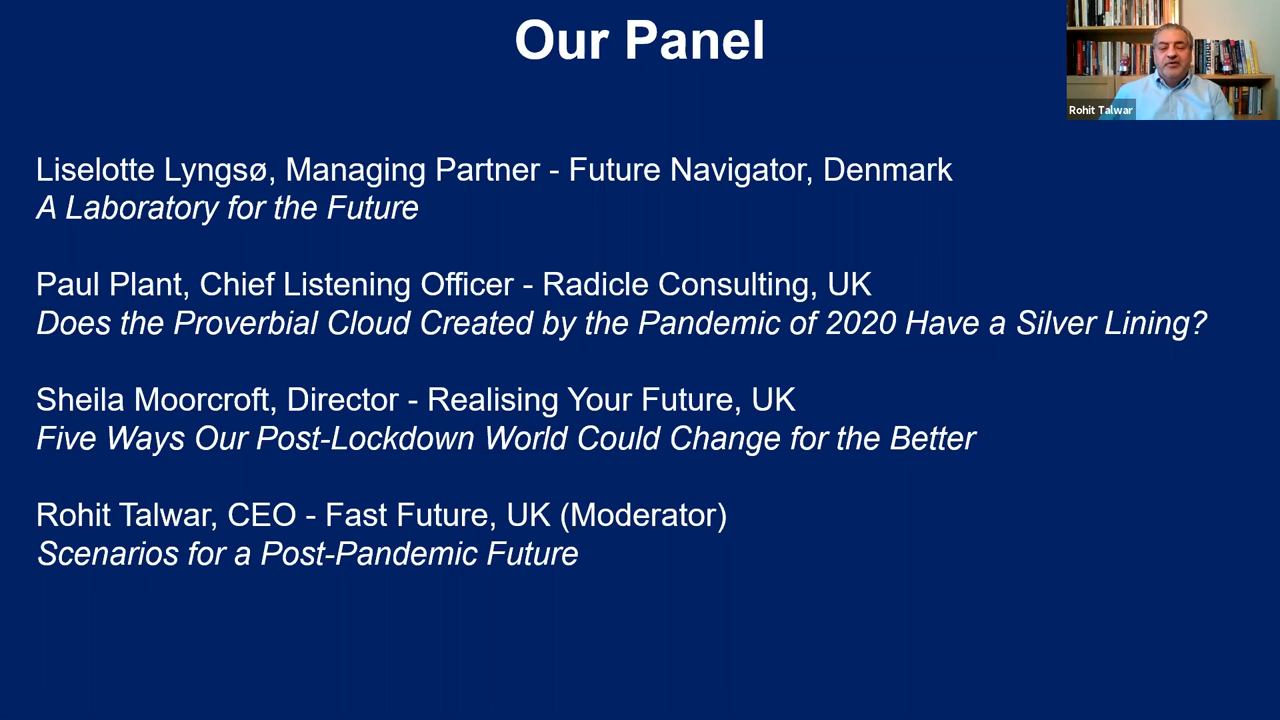 Our Panel
Rohit Talwar
Liselotte Lyngsø, Managing Partner - Future Navigator, Denmark
A Laboratory for the Future
Paul Plant, Chief Listening Officer - Radicle Consulting, UK
Does the Proverbial Cloud Created by the Pandemic of 2020 Have a Silver Lining?
Sheila Moorcroft, Director - Realising Your Future, UK
Five Ways Our Post-Lockdown World Could Change for the Better
Rohit Talwar, CEO - Fast Future, UK (Moderator)
Scenarios for a Post-Pandemic Future